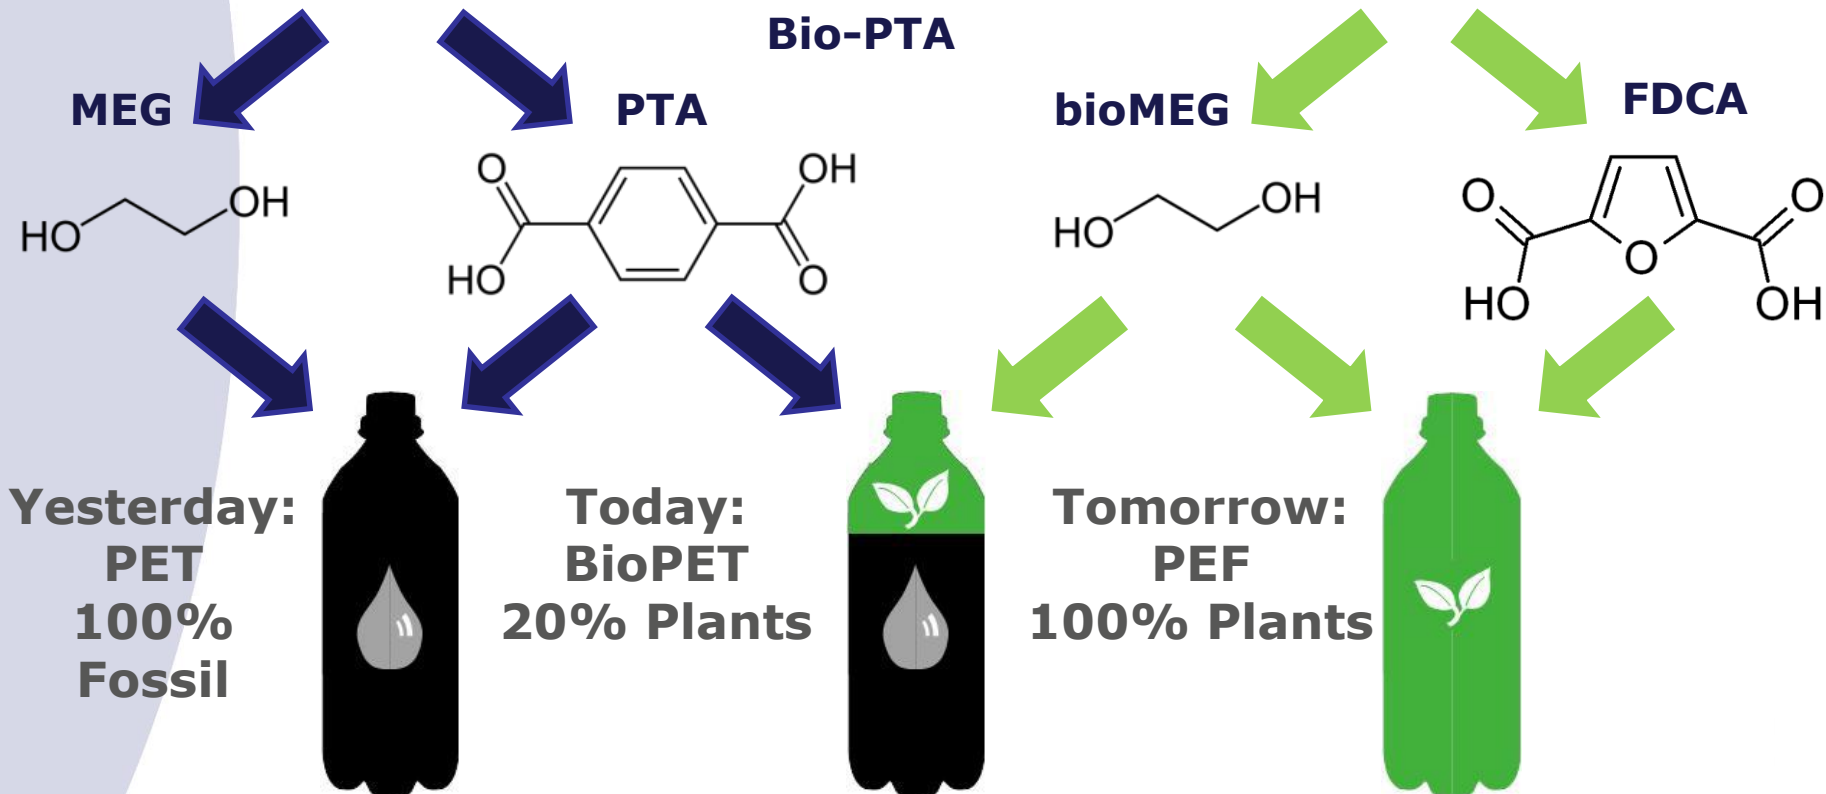 Bio-PTA
MEG
PTA
bioMEG
FDCA
HO
OH
O
OH
HO
O
HO
OH
O
O
O
HO
OH
Yesterday:
PET
100%
Fossil
Today:
BioPET
20% Plants
Tomorrow:
PEF
100% Plants